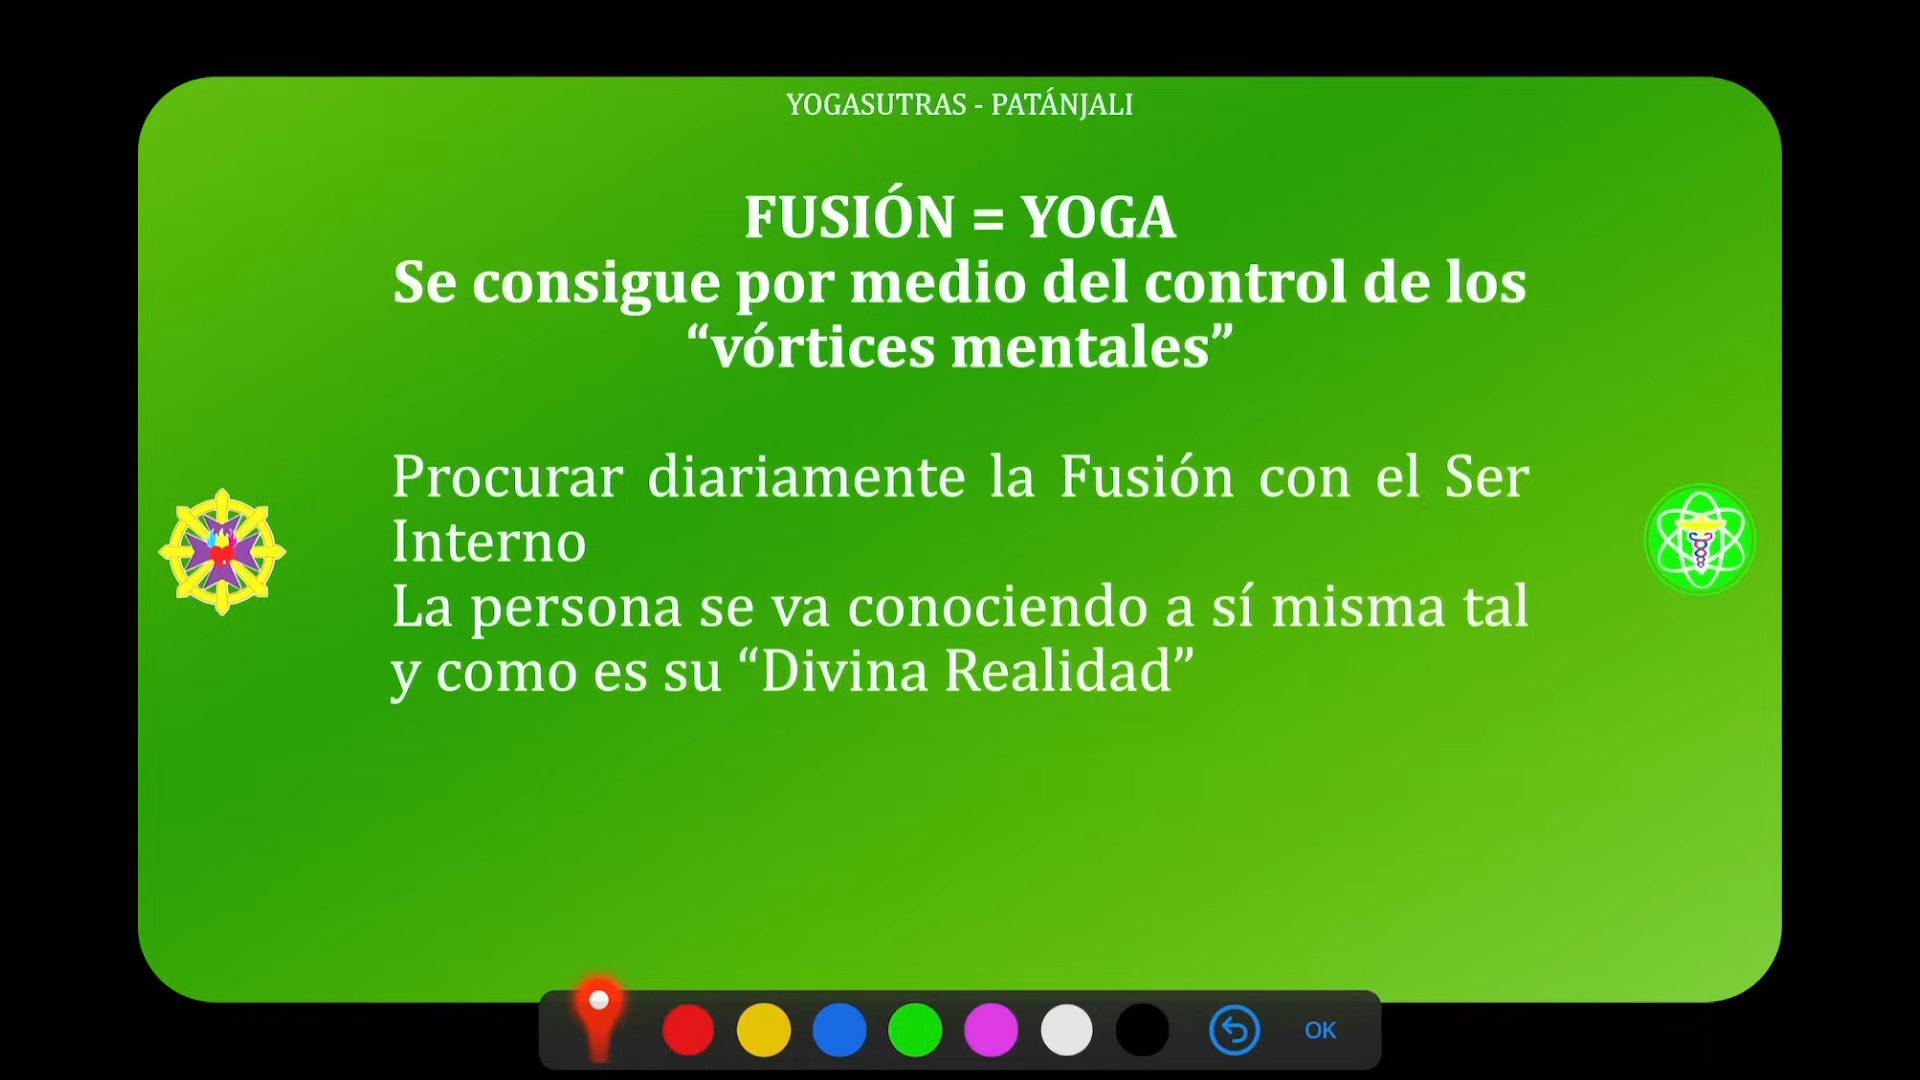 YOGASUTRAS - PATÁNJALI
FUSIÓN = YOGA
Se consigue por medio del control de los
“vórtices mentales”
Procurar diariamente la Fusión con el Ser
Interno
La persona se va conociendo a sí misma tal
y como es su “Divina Realidad”
OK